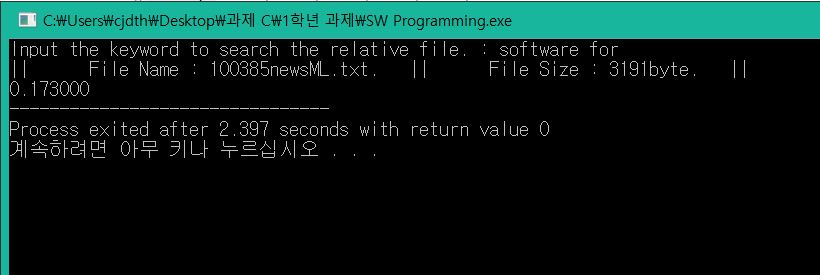 C:₩Users₩cjdth₩Desktop₩과제 C₩1학년 과제₩SW Programming.exe
Input the keyword to search the relative file. : software for
||      File Name : 100385newsML.txt.   ||      File Size : 3191byte.   ||
0.173000
--------------------------------
Process exited after 2.397 seconds with return value 0
계속하려면 아무 키나 누르십시오 . . .